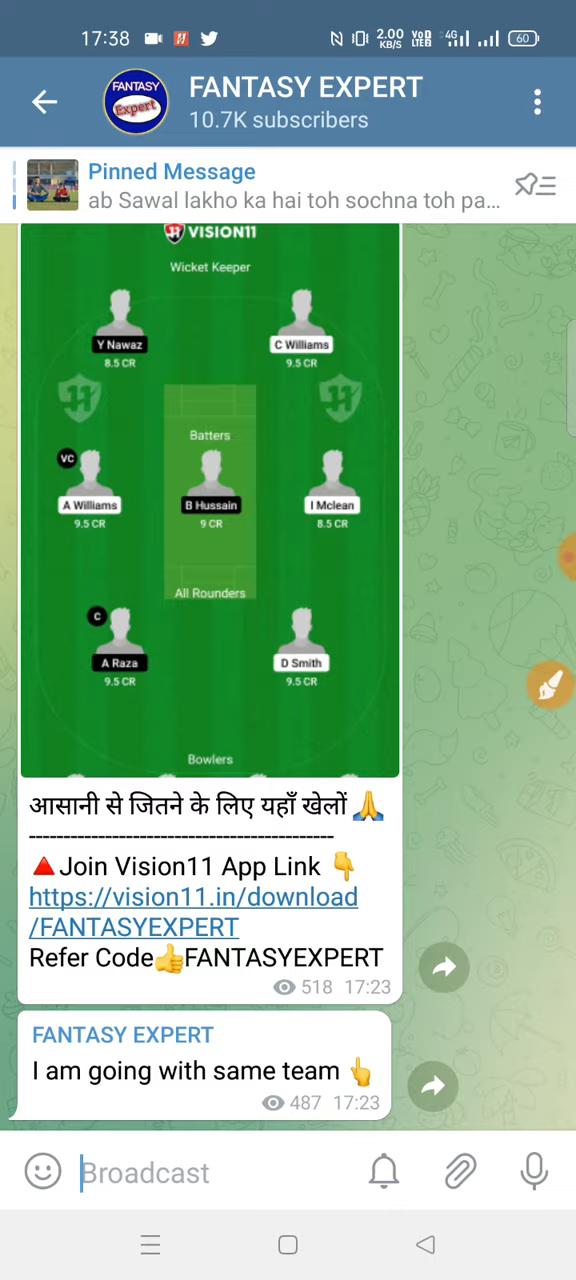 17:38
2.00
KB/S
VoD
LTE
4G
60
FANTASY
Expert
FANTASY EXPERT
10.7K subscribers
Pinned Message
ab Sawal lakho ka hai toh sochna toh pa...
VISION11
Wicket Keeper
Y Nawaz
C Williams
8.5 CR
9.5 CR
Batters
VC
A Williams
B Hussain
I Mclean
9.5 CR
9 CR
8.5 CR
All Rounders
C
A Raza
D Smith
9.5 CR
9.5 CR
Bowlers
आसानी से जितने के लिए यहाँ खेलों🙏
-------------------------------------------
🔺Join Vision11 App Link 👇
https://vision11.in/download
/FANTASYEXPERT
Refer Code👍FANTASYEXPERT
518 17:23
FANTASY EXPERT
I am going with same team 👆
487 17:23
Broadcast